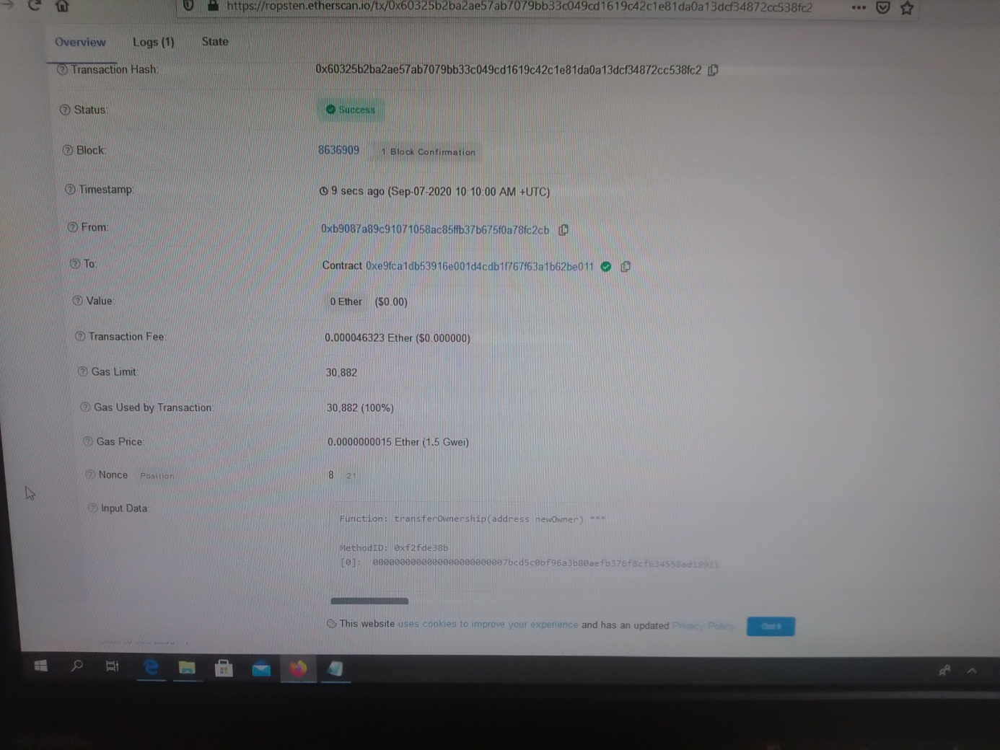 https://ropsten.etherscan.io/tx/0x60325b2ba2ae57ab7079bb33c049cd1619c42c1e81da0a13dcf34872cc538fc2
Overview Logs (1) State
Transaction Hash: 0x60325b2ba2ae57ab7079bb33c049cd1619c42c1e81da0a13dcf34872cc538fc2
Status: Success
Block: 8636909 1 Block Confirmation
Timestamp: 9 secs ago (Sep-07-2020 10:10:00 AM +UTC)
From: 0xb9087a89c91071058ac85ffb37b675f0a78fc2cb
To: Contract 0xe9fca1db53916e001d4cdb1f767f63a1b62be011
Value: 0 Ether ($0.00)
Transaction Fee: 0.000046323 Ether ($0.000000)
Gas Limit: 30,882
Gas Used by Transaction: 30,882 (100%)
Gas Price: 0.0000000015 Ether (1.5 Gwei)
Nonce Position 8 21
Input Data:
Function: transferOwnership(address newOwner) ***
MethodID: 0xf2fde38b
[0]: 0000000000000000000000007bcd5c0bf96a3b80aefb376f8cf634558ad18911
This website uses cookies to improve your experience and has an updated Privacy Policy. Got it